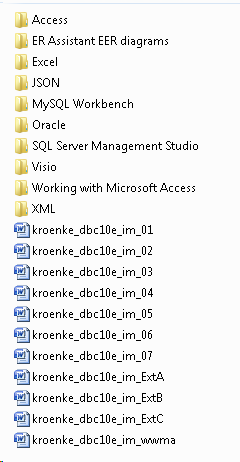 Access
ER Assistant EER diagrams
Excel
JSON
MySQL Workbench
Oracle
SQL Server Management Studio
Visio
Working with Microsoft Access
XML
kroenke_dbc10e_im_01
kroenke_dbc10e_im_02
kroenke_dbc10e_im_03
kroenke_dbc10e_im_04
kroenke_dbc10e_im_05
kroenke_dbc10e_im_06
kroenke_dbc10e_im_07
kroenke_dbc10e_im_ExtA
kroenke_dbc10e_im_ExtB
kroenke_dbc10e_im_ExtC
kroenke_dbc10e_im_wwma